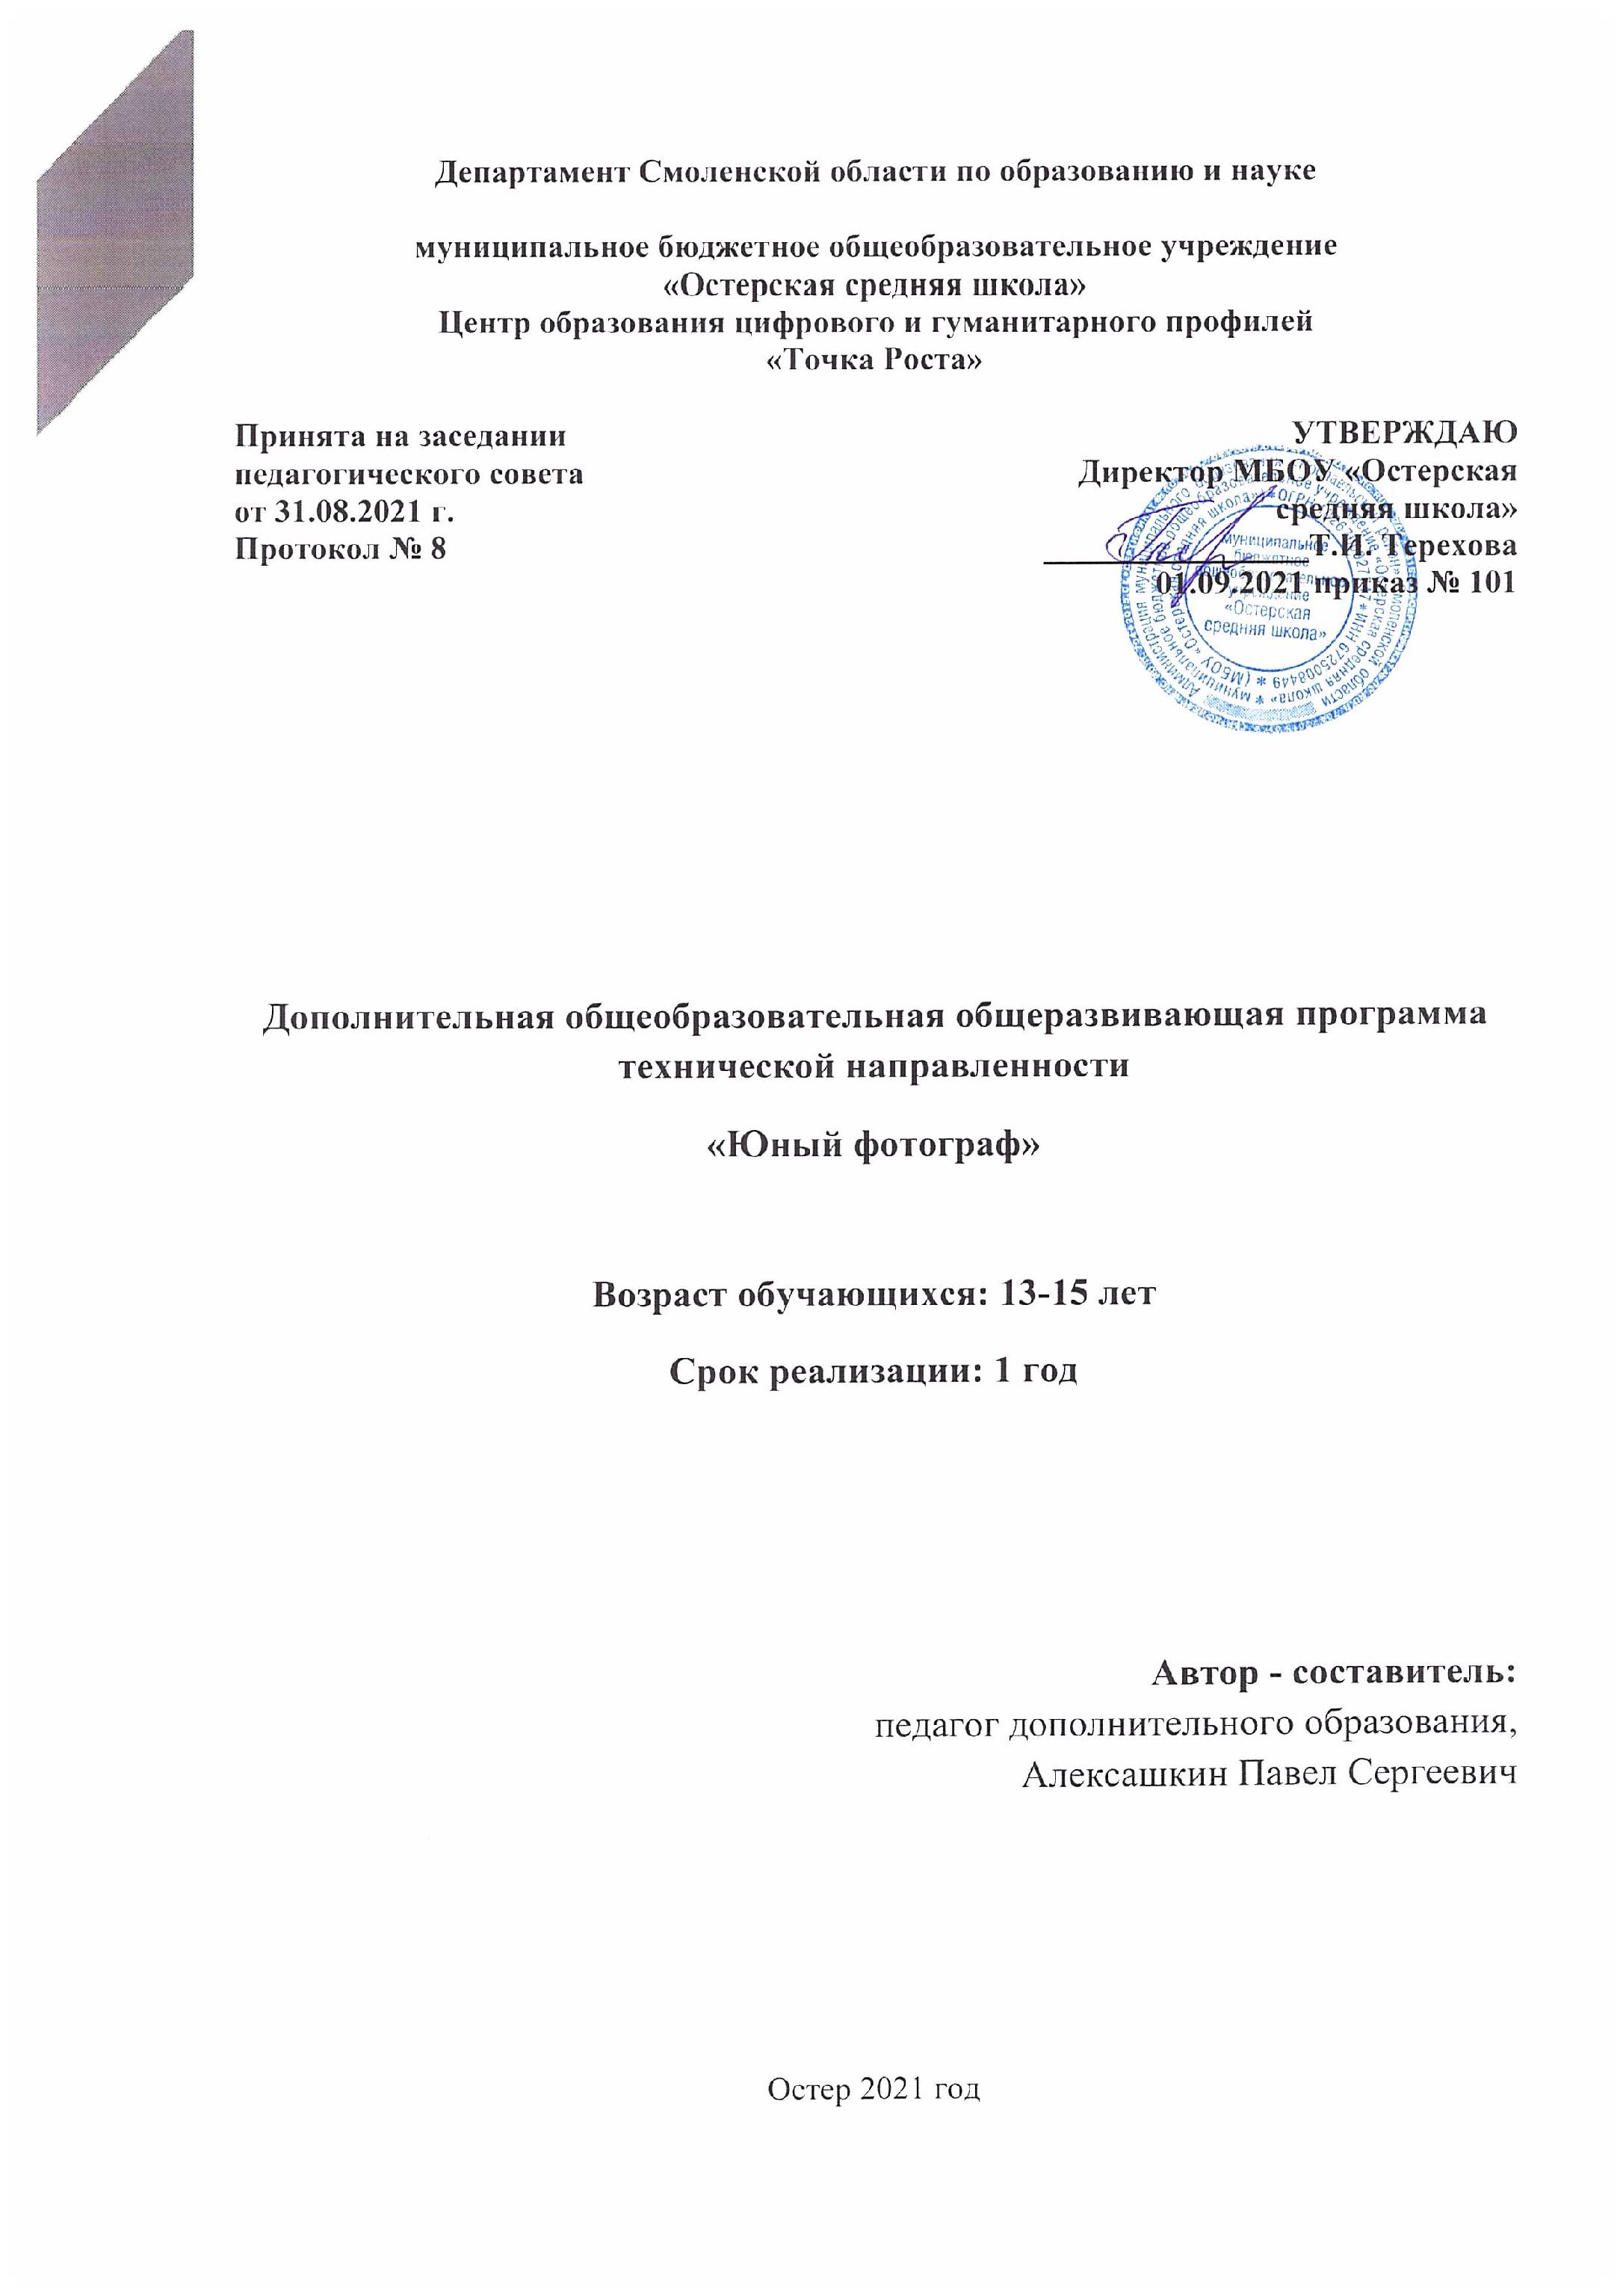 Департамент Смоленской области по образованию и науке
муниципальное бюджетное общеобразовательное учреждение
«Остерская средняя школа»
Центр образования цифрового и гуманитарного профилей
«Точка Роста»
Принята на заседании
педагогического совета
от 31.08.2021 г.
Протокол № 8
УТВЕРЖДАЮ
Директор МБОУ «Остерская
средняя школа»
Т.И. Терехова
01.09.2021 приказ № 101
муниципальное
бюджетное
общеобразовательное
учреждение
«Остерская
средняя школа»
Дополнительная общеобразовательная общеразвивающая программа
технической направленности
«Юный фотограф»
Возраст обучающихся: 13-15 лет
Срок реализации: 1 год
Автор - составитель:
педагог дополнительного образования,
Алексашкин Павел Сергеевич
Остер 2021 год